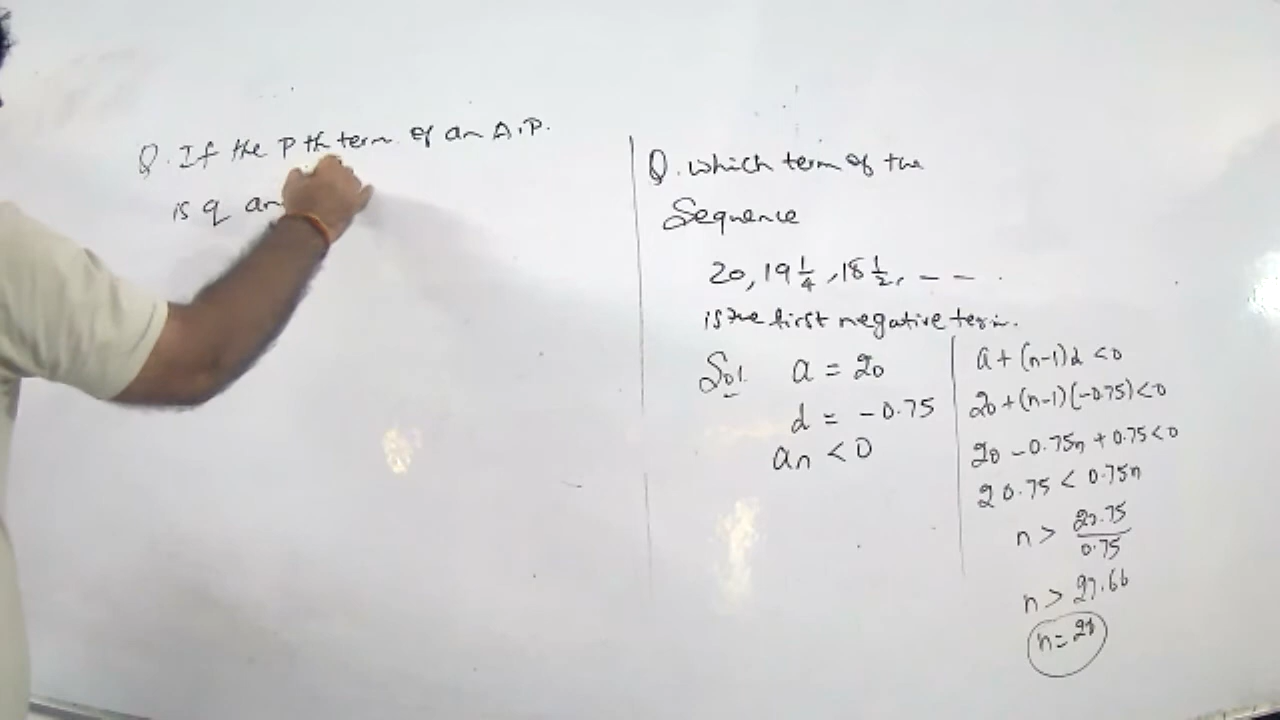 Q. If the pth term of an A.P.
is q an
Q. which term of the
Sequence
20, 19 1/4, 18 1/2, — — .
is the first negative term.
Sol. a = 20
d = -0.75
an < 0
a + (n-1)d < 0
20 + (n-1)(-0.75) < 0
20 - 0.75n + 0.75 < 0
20.75 < 0.75n
n > 20.75/0.75
n > 27.66
n = 28